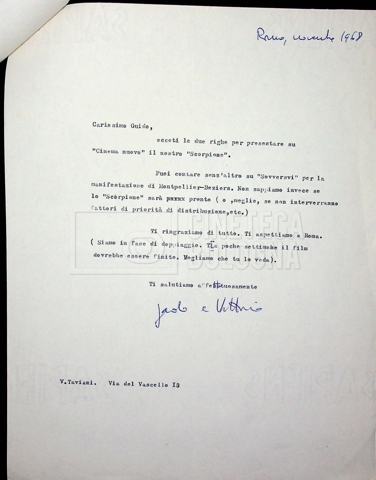 Roma, novembre 1968
Carissimo Guido,
eccoti le due righe per presentare su
"Cinema nuovo" il nostro "Scorpione".
Puoi contare senz'altro su "Sovversvi" per la
manifestazione di Montpellier-Beziers. Non sappiamo invece se
lo "Scorpione" sarà prexx pronto ( o ,meglio, se non interverranno
fattori di priorità di distribuzione,etc.)
Ti ringraziamo di tutto. Ti aspettiamo a Roma.
( Siamo in fase di doppiaggio. Tra poche settimane il film
dovrebbe essere finito. Vogliamo che tu lo veda).
Ti salutiamo affettuosamente
Paolo e Vittorio
V.Taviani. Via del Vascello I3
CINETECA
BOLOGNA